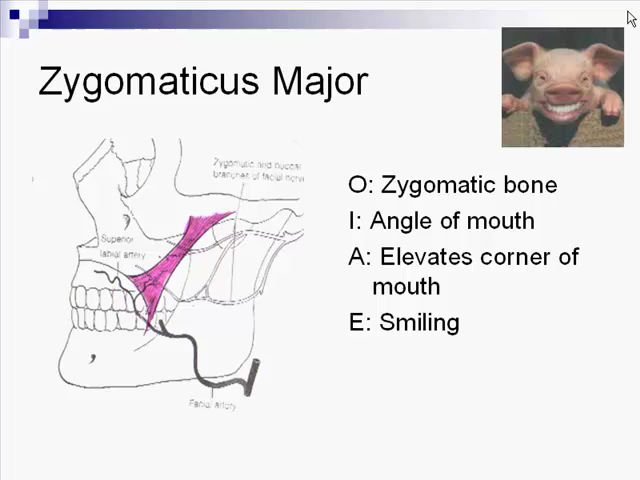 Zygomaticus Major
Zygomatic and buccal
branches of facial nerve
O: Zygomatic bone
I: Angle of mouth
Superior
labial artery
A: Elevates corner of
mouth
E: Smiling
Facial artery